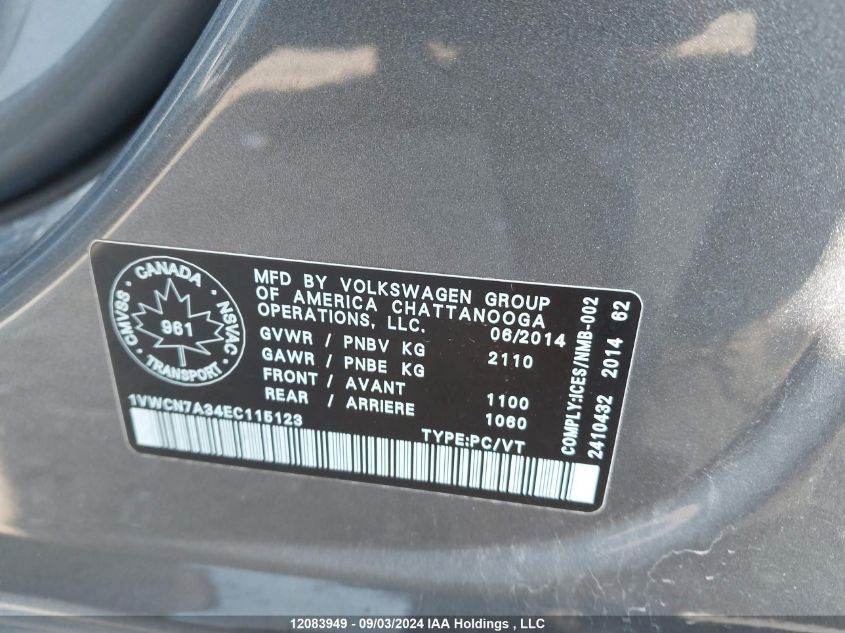 CANADA
CMVSS
NSVAC
961
TRANSPORT
MFD BY VOLKSWAGEN GROUP
OF AMERICA CHATTANOOGA
OPERATIONS, LLC.
06/2014
GVWR / PNBV KG 2110
GAWR / PNBE KG
FRONT / AVANT 1100
REAR / ARRIERE 1060
1VWCN7A34EC115123
TYPE:PC/VT
COMPLY:ICES/NMB-002
2410432 2014 62
12083949 - 09/03/2024 IAA Holdings , LLC